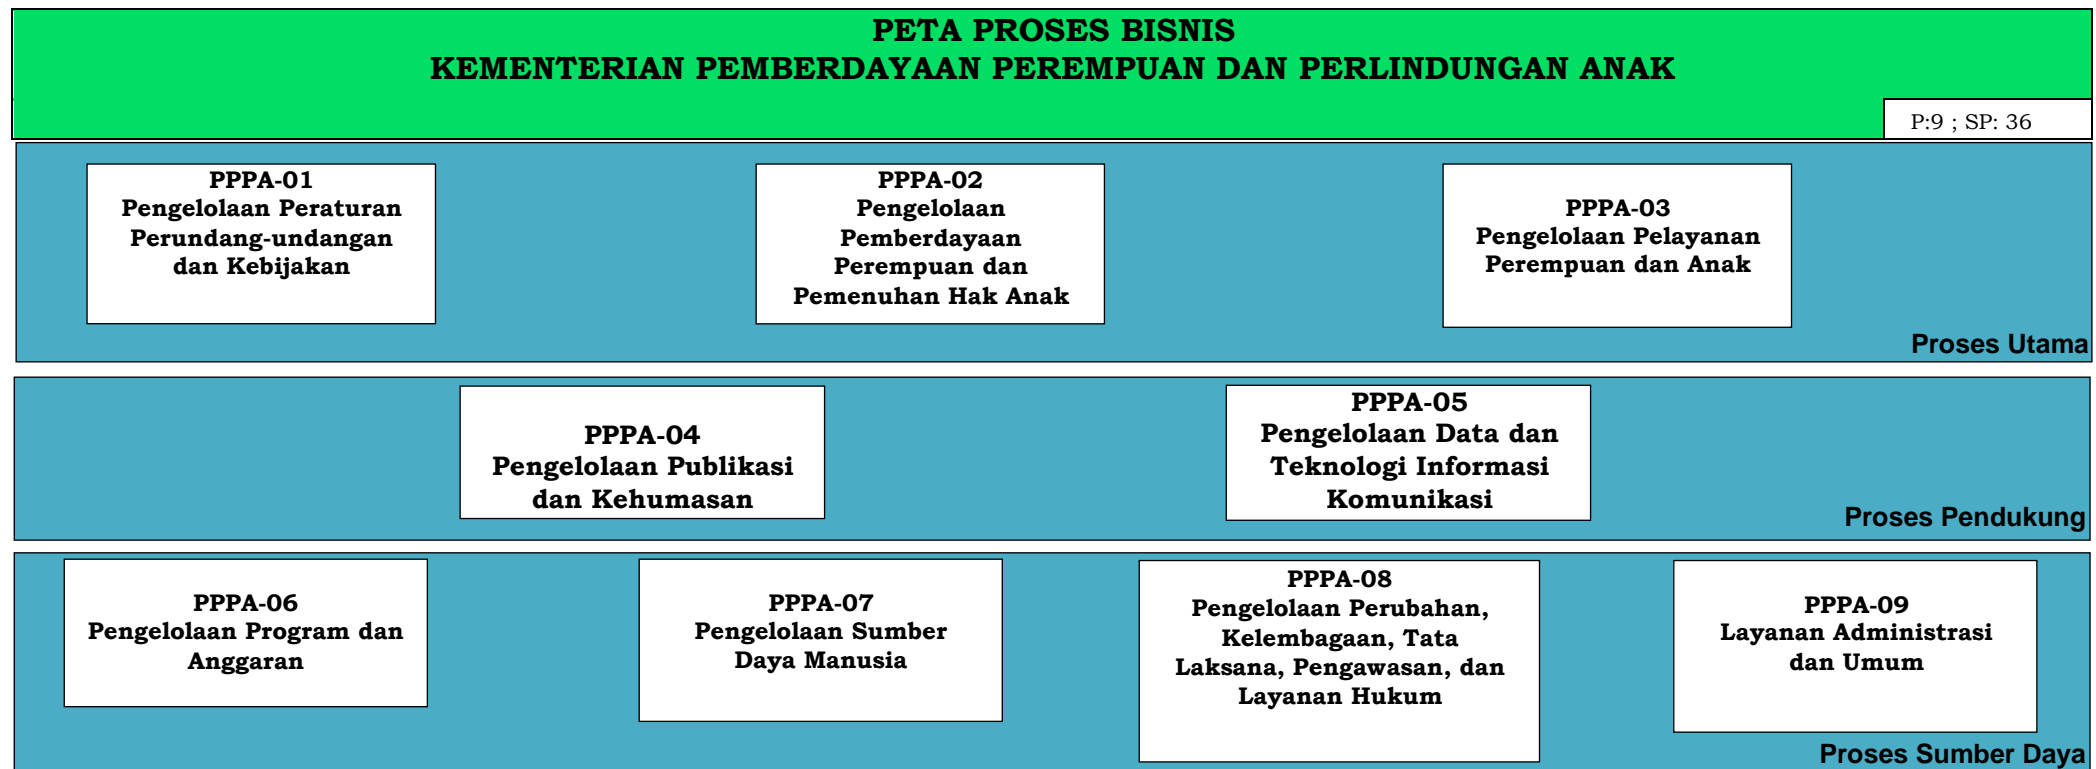 PETA PROSES BISNIS
KEMENTERIAN PEMBERDAYAAN PEREMPUAN DAN PERLINDUNGAN ANAK
P:9 ; SP: 36
PPPA-01
Pengelolaan Peraturan
Perundang-undangan
dan Kebijakan
PPPA-02
Pengelolaan
Pemberdayaan
Perempuan dan
Pemenuhan Hak Anak
PPPA-03
Pengelolaan Pelayanan
Perempuan dan Anak
Proses Utama
PPPA-04
Pengelolaan Publikasi
dan Kehumasan
PPPA-05
Pengelolaan Data dan
Teknologi Informasi
Komunikasi
Proses Pendukung
PPPA-06
Pengelolaan Program dan
Anggaran
PPPA-07
Pengelolaan Sumber
Daya Manusia
PPPA-08
Pengelolaan Perubahan,
Kelembagaan, Tata
Laksana, Pengawasan, dan
Layanan Hukum
PPPA-09
Layanan Administrasi
dan Umum
Proses Sumber Daya